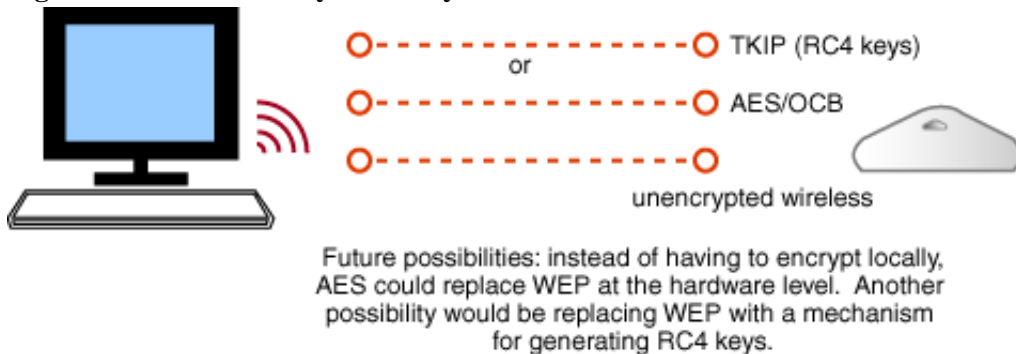 TKIP (RC4 keys)
or
AES/OCB
unencrypted wireless
Future possibilities: instead of having to encrypt locally,
AES could replace WEP at the hardware level. Another
possibility would be replacing WEP with a mechanism
for generating RC4 keys.